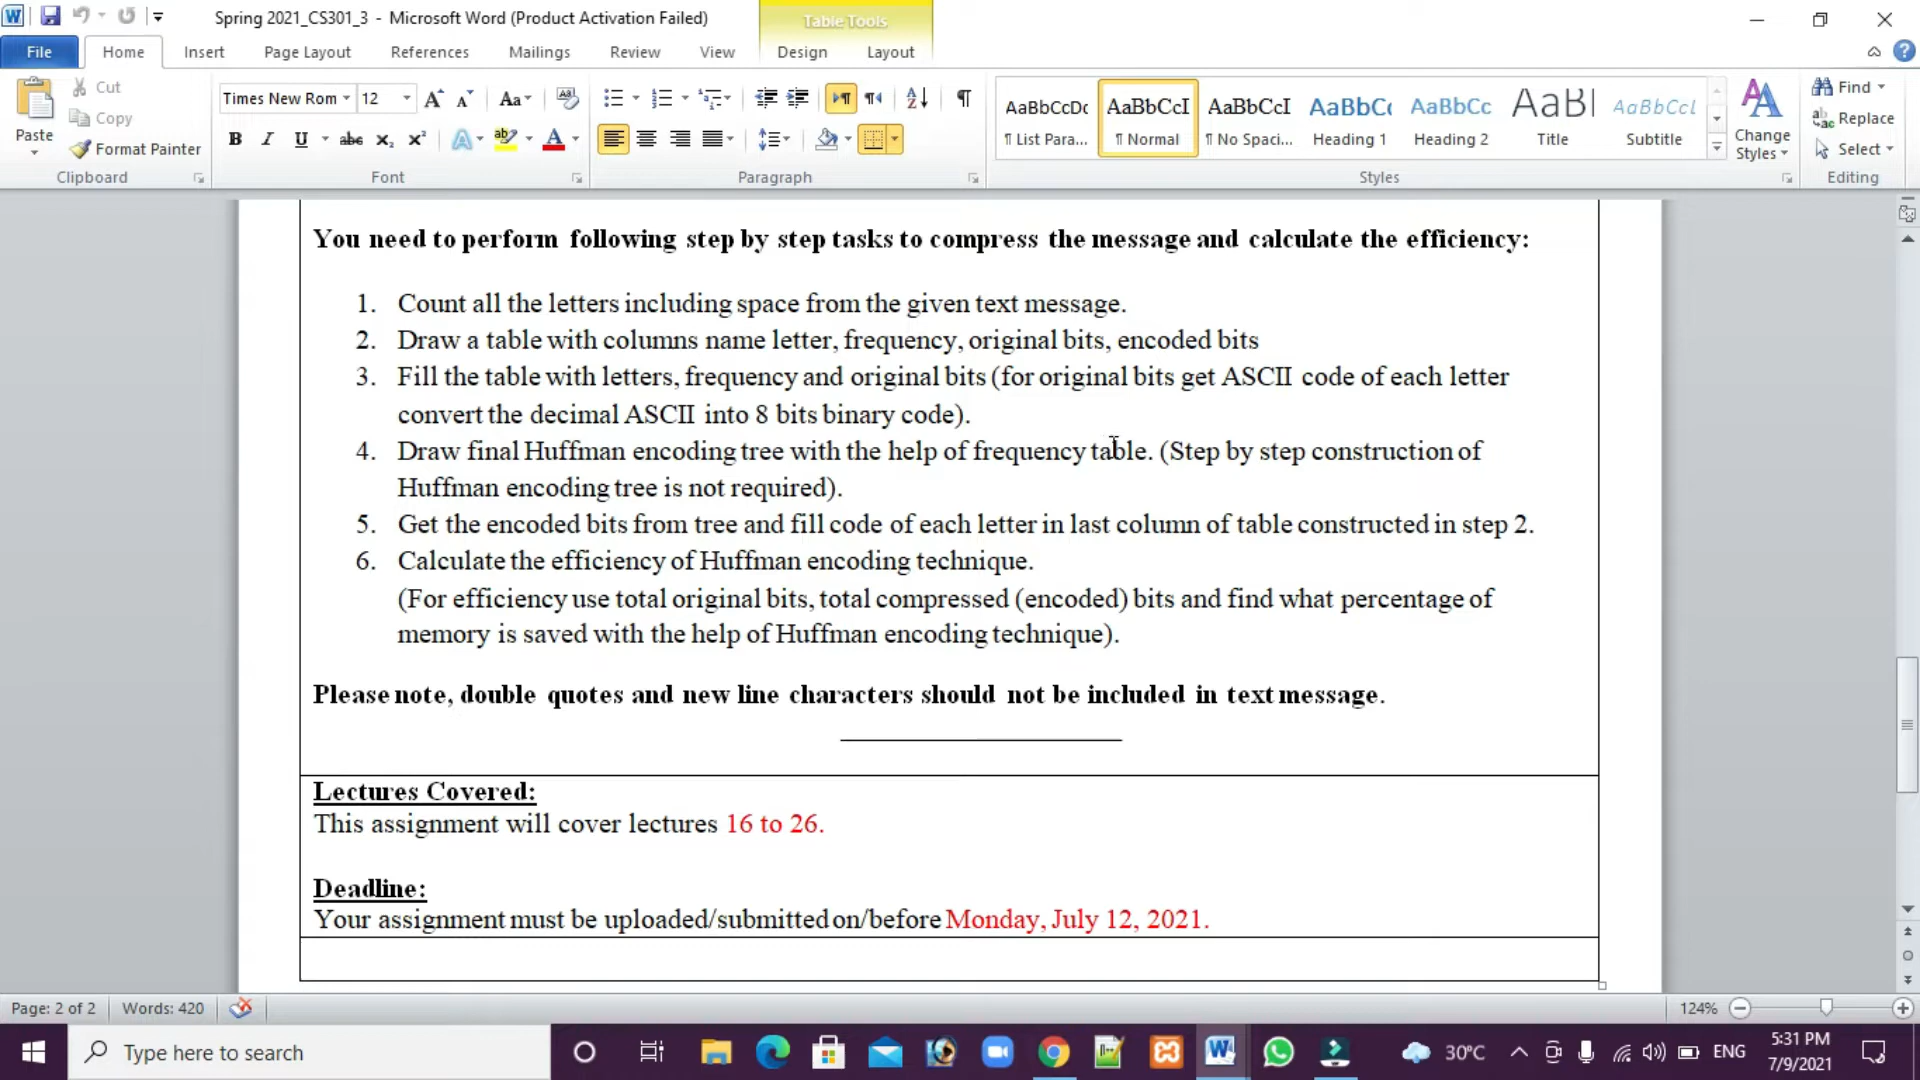 Spring 2021_CS301_3 - Microsoft Word (Product Activation Failed)
Table Tools
File Home Insert Page Layout References Mailings Review View Design Layout
Cut
Copy
Format Painter
Paste
Clipboard
Times New Rom 12
Font
Paragraph
AaBbCcDc AaBbCcI AaBbCcI AaBbCc AaBbCc AaBl AaBbCcL
¶ List Para... ¶ Normal ¶ No Spaci... Heading 1 Heading 2 Title Subtitle
Change Styles
Styles
Find
Replace
Select
Editing
You need to perform following step by step tasks to compress the message and calculate the efficiency:
1. Count all the letters including space from the given text message.
2. Draw a table with columns name letter, frequency, original bits, encoded bits
3. Fill the table with letters, frequency and original bits (for original bits get ASCII code of each letter
convert the decimal ASCII into 8 bits binary code).
4. Draw final Huffman encoding tree with the help of frequency table. (Step by step construction of
Huffman encoding tree is not required).
5. Get the encoded bits from tree and fill code of each letter in last column of table constructed in step 2.
6. Calculate the efficiency of Huffman encoding technique.
(For efficiency use total original bits, total compressed (encoded) bits and find what percentage of
memory is saved with the help of Huffman encoding technique).
Please note, double quotes and new line characters should not be included in text message.
Lectures Covered:
This assignment will cover lectures 16 to 26.
Deadline:
Your assignment must be uploaded/submitted on/before Monday, July 12, 2021.
Page: 2 of 2 Words: 420 124%
Type here to search
30°C ENG
5:31 PM
7/9/2021